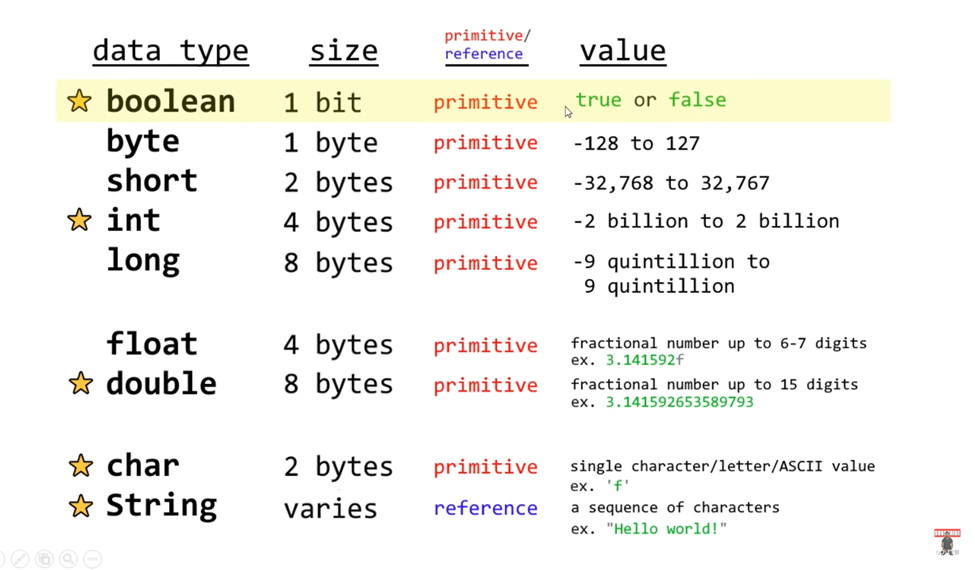 data type size primitive/ value
reference
boolean 1 bit primitive true or false
byte 1 byte primitive -128 to 127
short 2 bytes primitive -32,768 to 32,767
int 4 bytes primitive -2 billion to 2 billion
long 8 bytes primitive -9 quintillion to
9 quintillion
float 4 bytes primitive fractional number up to 6-7 digits
ex. 3.141592f
double 8 bytes primitive fractional number up to 15 digits
ex. 3.141592653589793
char 2 bytes primitive single character/letter/ASCII value
ex. 'f'
String varies reference a sequence of characters
ex. "Hello world!"